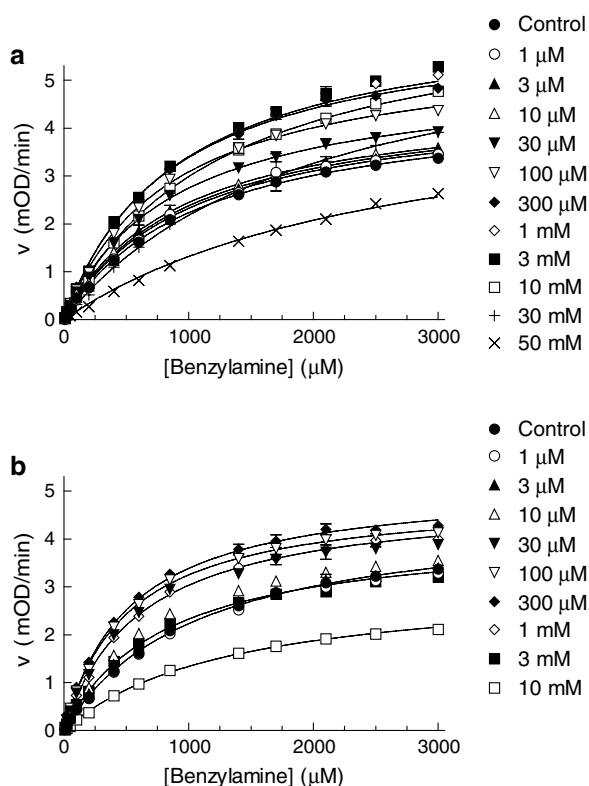 a
5
4
3
2
1
0
v (mOD/min)
0
1000
2000
3000
[Benzylamine] (μM)
Control
1 μM
3 μM
10 μM
30 μM
100 μM
300 μM
1 mM
3 mM
10 mM
30 mM
50 mM
b
5
4
3
2
1
0
v (mOD/min)
0
1000
2000
3000
[Benzylamine] (μM)
Control
1 μM
3 μM
10 μM
30 μM
100 μM
300 μM
1 mM
3 mM
10 mM